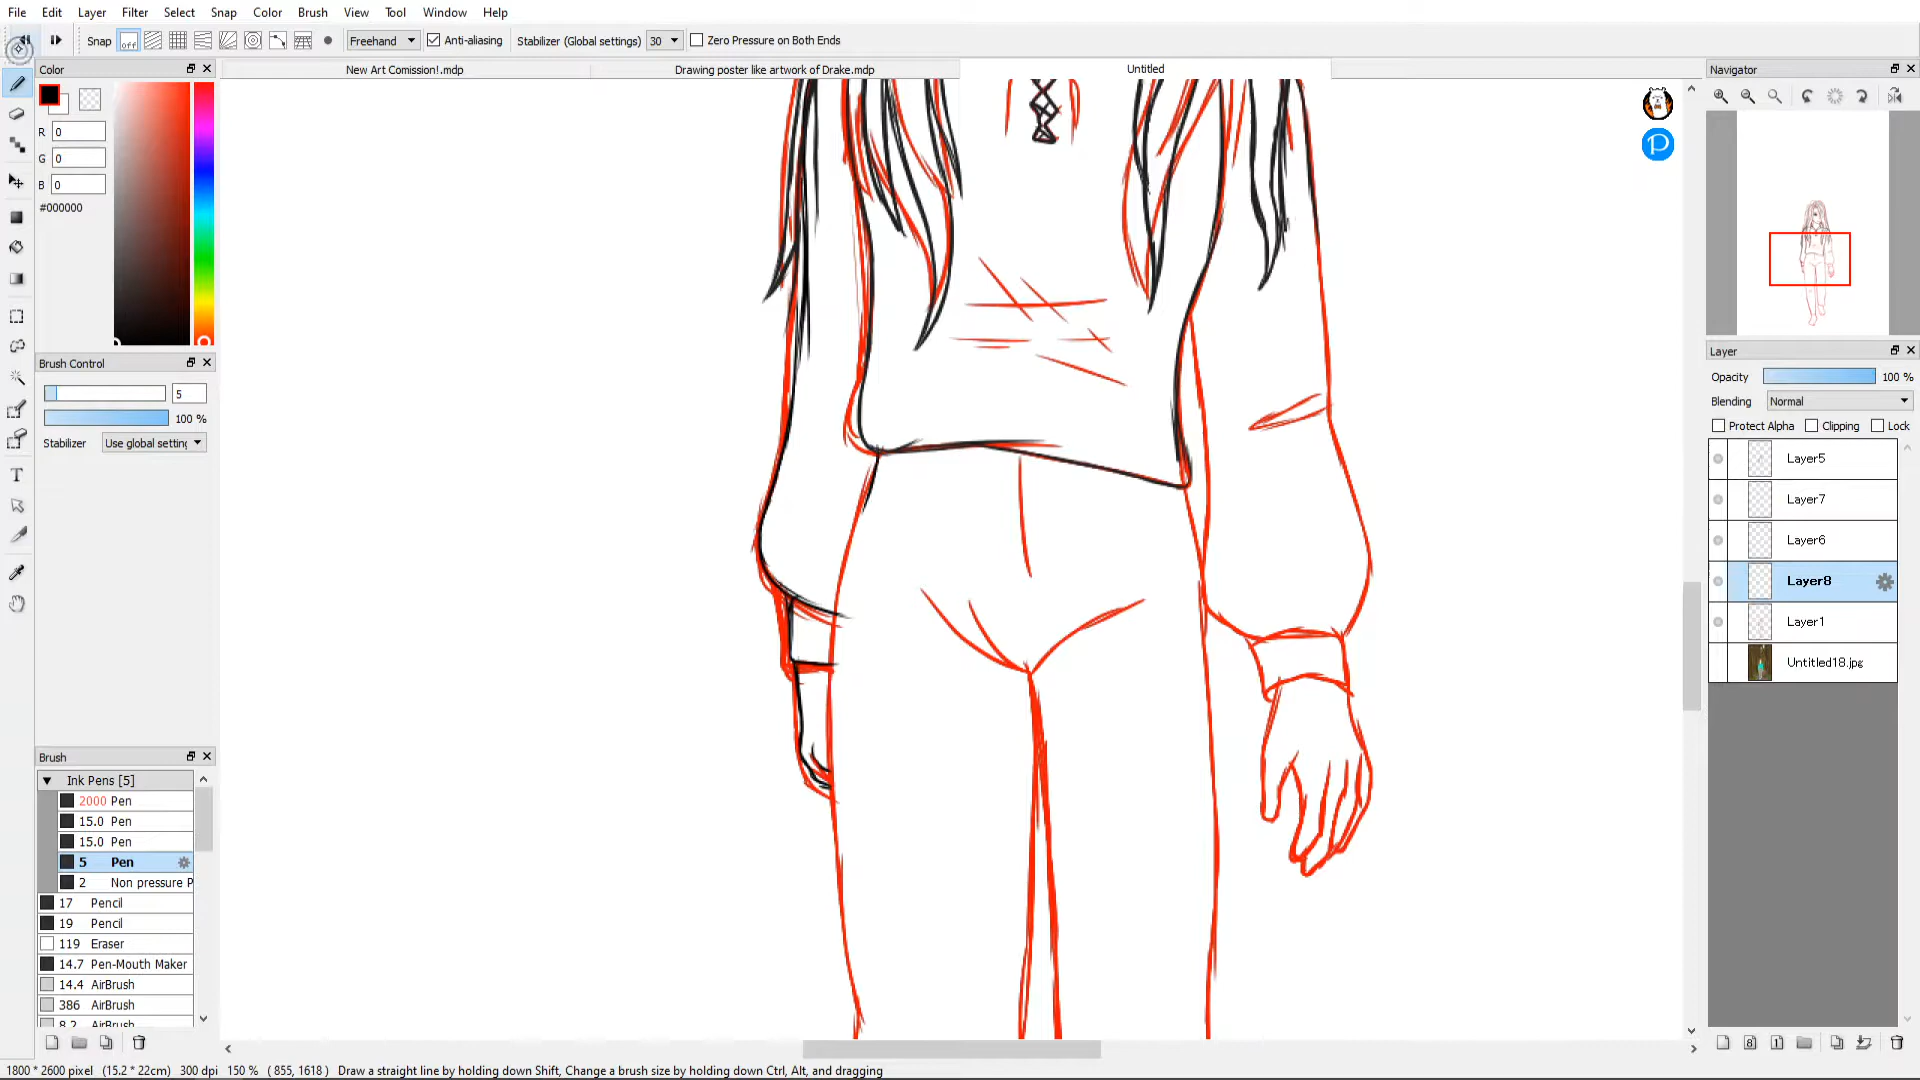 File Edit Layer Filter Select Snap Color Brush View Tool Window Help
Snap off Freehand Anti-aliasing Stabilizer (Global settings) 30 Zero Pressure on Both Ends
Color
New Art Comission!.mdp
Drawing poster like artwork of Drake.mdp
Untitled
Navigator
R 0
G 0
B 0
#000000
P
Brush Control
5
100 %
Stabilizer Use global setting
Layer
Opacity 100 %
Blending Normal
Protect Alpha Clipping Lock
Layer5
Layer7
Layer6
Layer8
Layer1
Untitled18.jpg
Brush
Ink Pens [5]
2000 Pen
15.0 Pen
15.0 Pen
5 Pen
2 Non pressure P
17 Pencil
19 Pencil
119 Eraser
14.7 Pen-Mouth Maker
14.4 AirBrush
386 AirBrush
8.2 AirBrush
T
8
1
1800 * 2600 pixel (15.2 * 22cm) 300 dpi 150 % ( 855, 1618 ) Draw a straight line by holding down Shift, Change a brush size by holding down Ctrl, Alt, and dragging